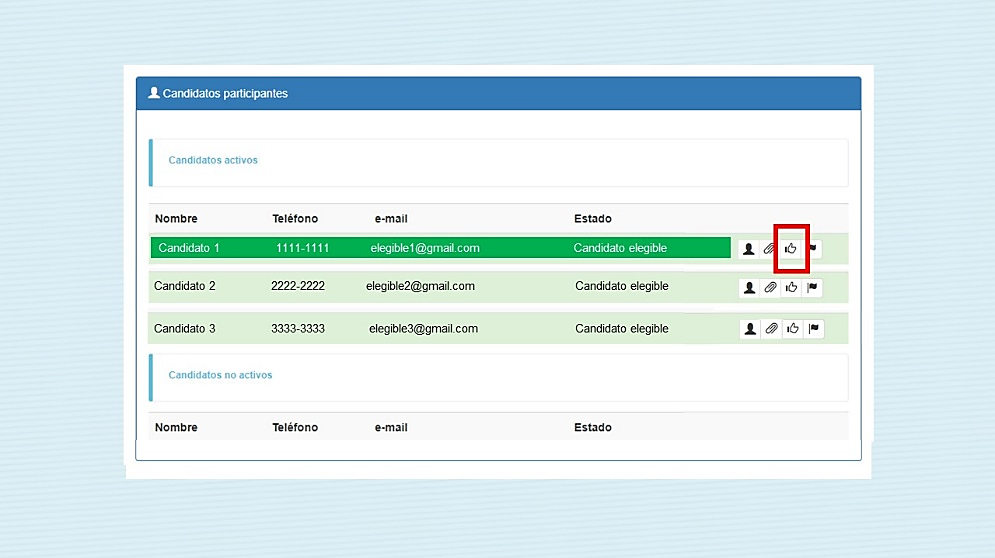 Candidatos participantes
Candidatos activos
Nombre Teléfono e-mail Estado
Candidato 1 1111-1111 elegible1@gmail.com Candidato elegible
Candidato 2 2222-2222 elegible2@gmail.com Candidato elegible
Candidato 3 3333-3333 elegible3@gmail.com Candidato elegible
Candidatos no activos
Nombre Teléfono e-mail Estado